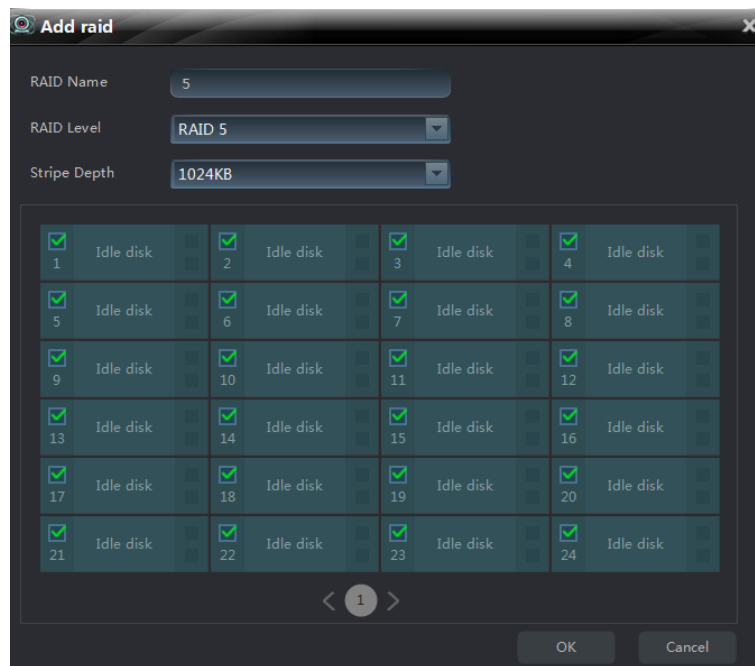 Add raid
RAID Name 5
RAID Level RAID 5
Stripe Depth 1024KB
1 Idle disk 2 Idle disk 3 Idle disk 4 Idle disk
5 Idle disk 6 Idle disk 7 Idle disk 8 Idle disk
9 Idle disk 10 Idle disk 11 Idle disk 12 Idle disk
13 Idle disk 14 Idle disk 15 Idle disk 16 Idle disk
17 Idle disk 18 Idle disk 19 Idle disk 20 Idle disk
21 Idle disk 22 Idle disk 23 Idle disk 24 Idle disk
1
OK Cancel